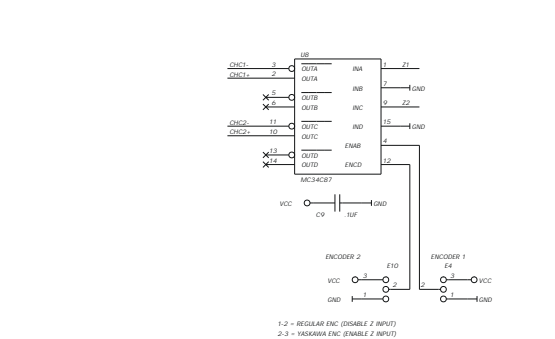 U8
CHC1- 3 OUTA INA 1 Z1
CHC1+ 2 OUTA
5 OUTB INB 7 GND
6 OUTB INC 9 Z2
CHC2- 11 OUTC IND 15 GND
CHC2+ 10 OUTC
ENAB 4
13 OUTD
14 OUTD ENCD 12
MC34C87
VCC C9 .1UF GND
ENCODER 2 ENCODER 1
E10 E4
VCC 3 3 VCC
2 2
GND 1 1 GND
1-2 = REGULAR ENC (DISABLE Z INPUT)
2-3 = YASKAWA ENC (ENABLE Z INPUT)